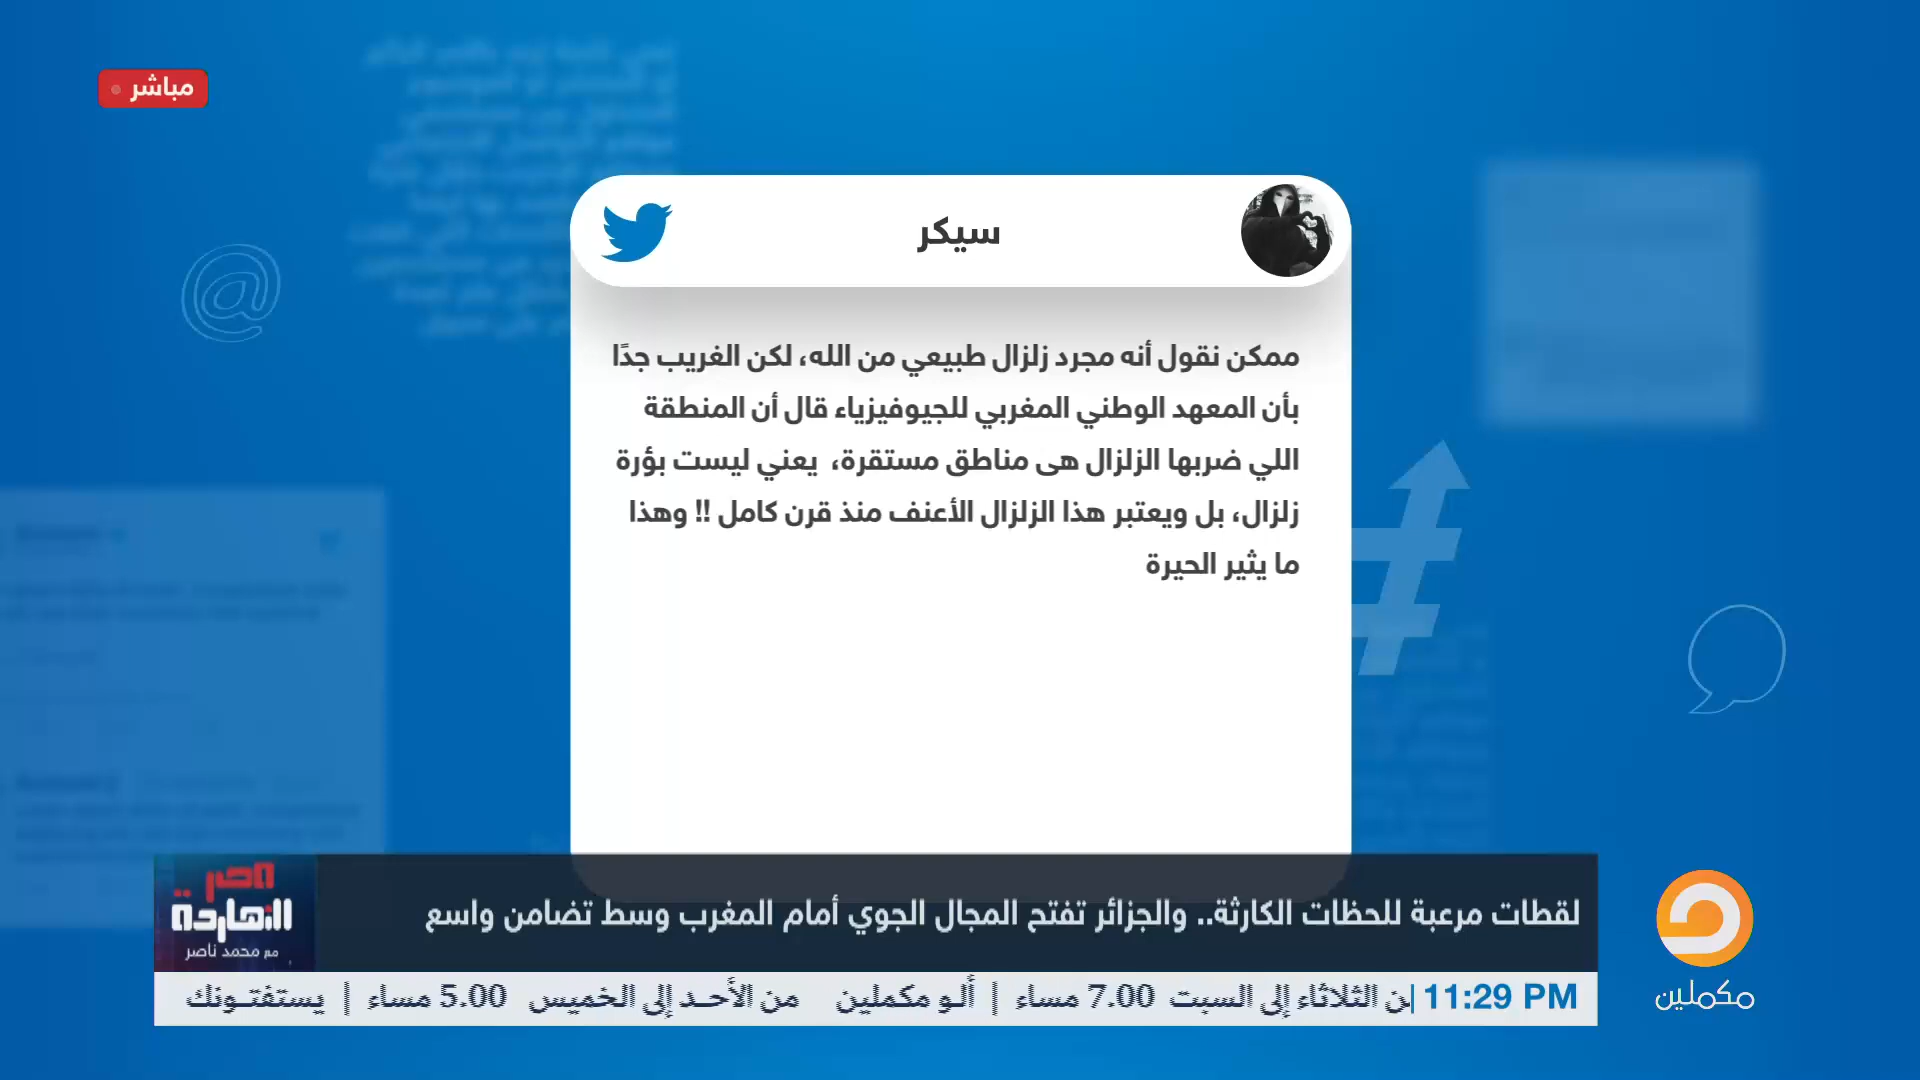 مباشر
سيكر
ممكن نقول أنه مجرد زلزال طبيعي من الله، لكن الغريب جدًا
بأن المعهد الوطني المغربي للجيوفيزياء قال أن المنطقة
اللي ضربها الزلزال هى مناطق مستقرة، يعني ليست بؤرة
زلزال، بل ويعتبر هذا الزلزال الأعنف منذ قرن كامل !! وهذا
ما يثير الحيرة
لقطات مرعبة للحظات الكارثة.. والجزائر تفتح المجال الجوي أمام المغرب وسط تضامن واسع
مصر
النهاردة
مع محمد ناصر
11:29 PM
ن الثلاثاء إلى السبت 7.00 مساء | ألـو مكملين من الأحـد إلى الخميس 5.00 مساء | يستفتـونك
مكملين